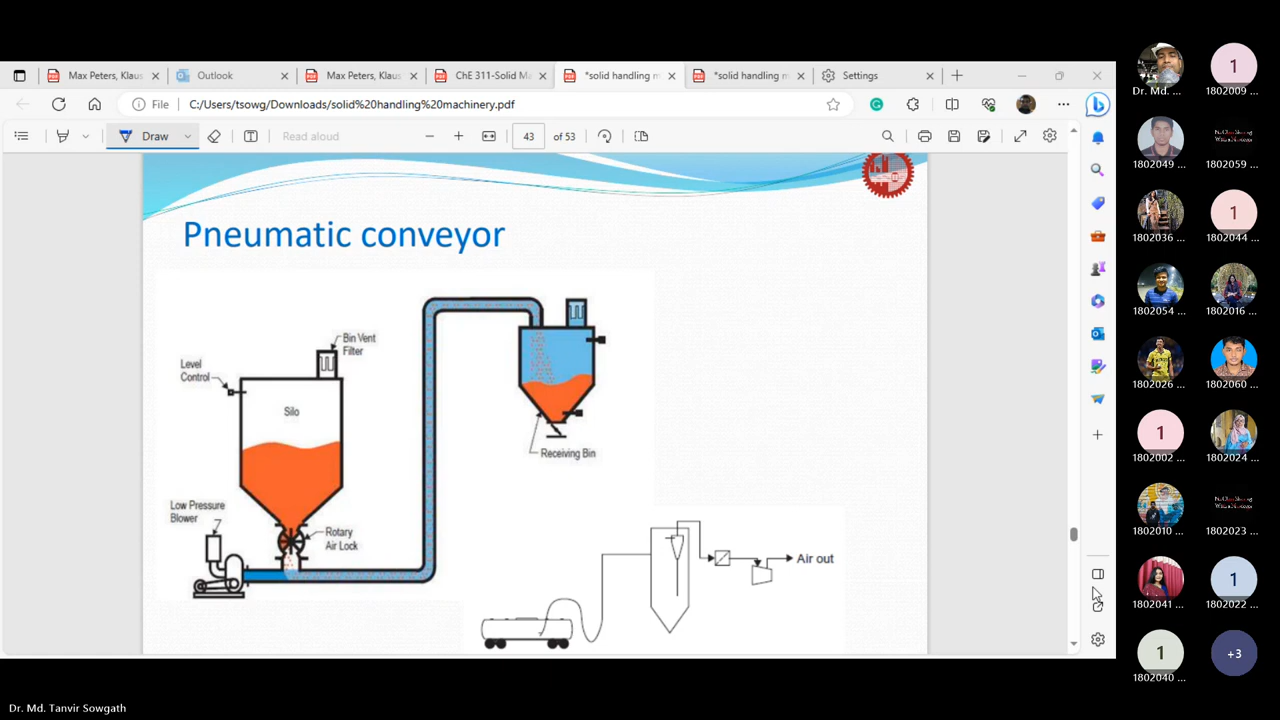 Max Peters, Klaus
Outlook
Max Peters, Klaus
ChE 311-Solid Ma
*solid handling m
*solid handling m
Settings
File
C:/Users/tsowg/Downloads/solid%20handling%20machinery.pdf
Draw
Read aloud
43
of 53
Pneumatic conveyor
Bin Vent
Filter
Level
Control
Silo
Receiving Bin
Low Pressure
Blower
Rotary
Air Lock
Air out
Dr. Md. ...
1
1802009 ...
1802049 ...
1802059 ...
1802036 ...
1
1802044 ...
1802054 ...
1802016 ...
1802026 ...
1802060 ...
1
1802002 ...
1802024 ...
1802010 ...
1802023 ...
1802041 ...
1
1802022 ...
1
1802040 ...
+3
Dr. Md. Tanvir Sowgath